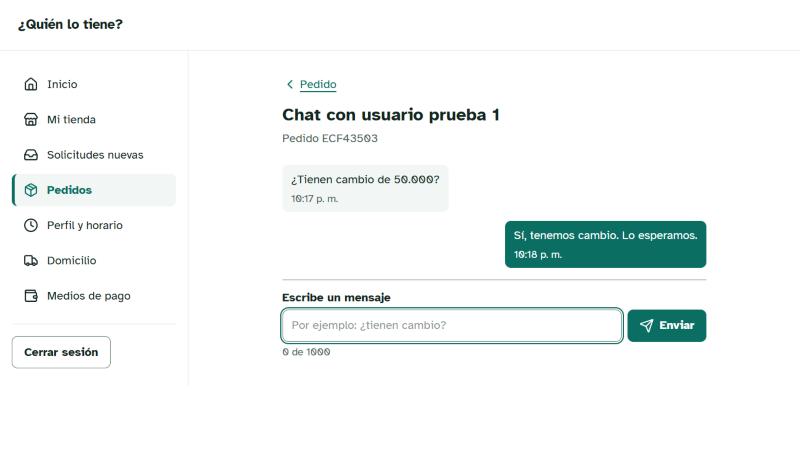 ¿Quién lo tiene?
Inicio
Mi tienda
Solicitudes nuevas
Pedidos
Perfil y horario
Domicilio
Medios de pago
Cerrar sesión
Pedido
Chat con usuario prueba 1
Pedido ECF43503
¿Tienen cambio de 50.000?
10:17 p. m.
Sí, tenemos cambio. Lo esperamos.
10:18 p. m.
Escribe un mensaje
Por ejemplo: ¿tienen cambio?
Enviar
0 de 1000